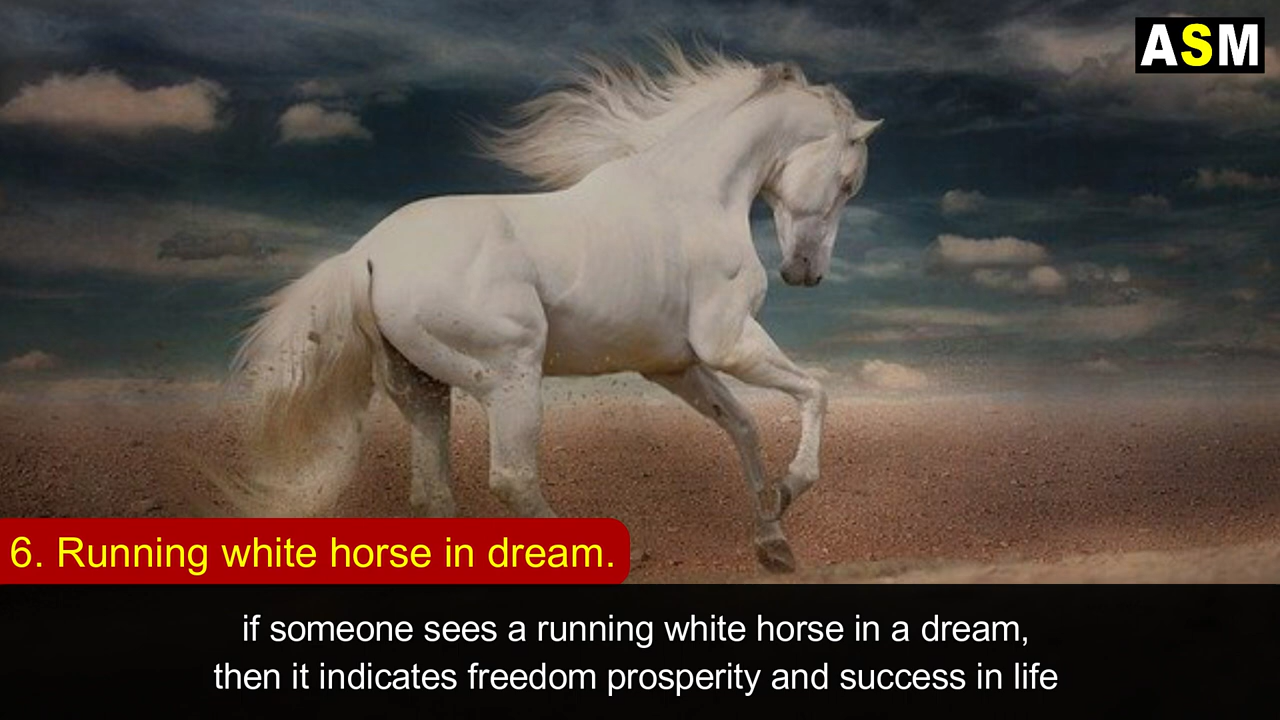 ASM
6. Running white horse in dream.
if someone sees a running white horse in a dream,
then it indicates freedom prosperity and success in life